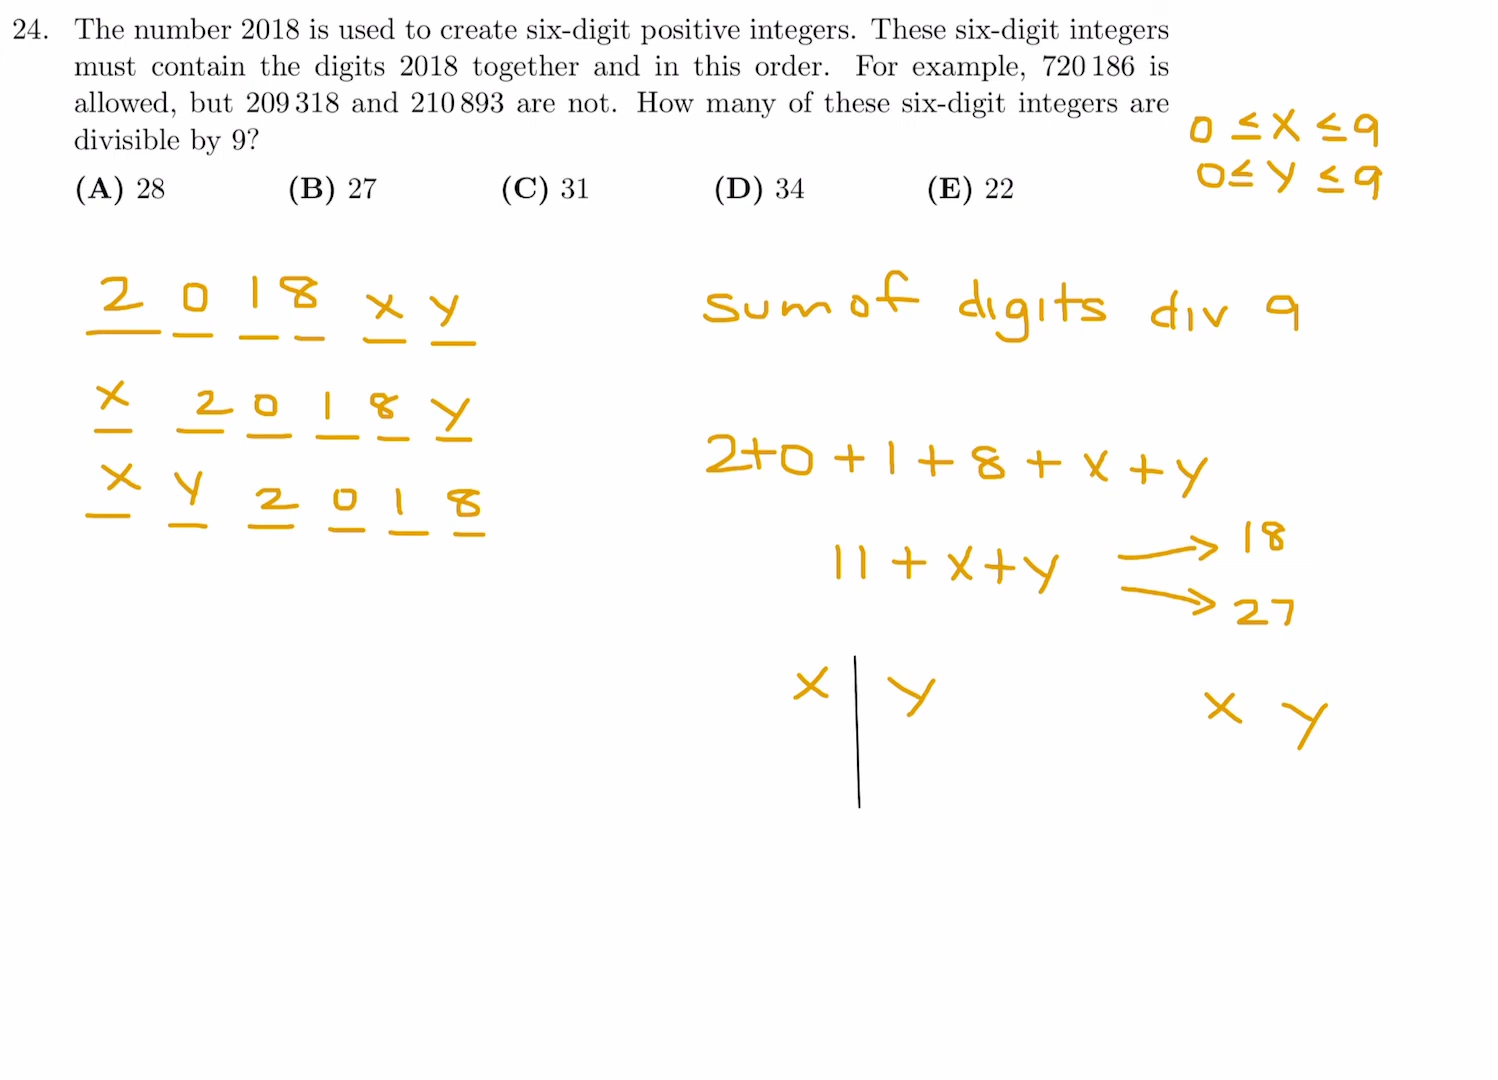 24. The number 2018 is used to create six-digit positive integers. These six-digit integers
must contain the digits 2018 together and in this order. For example, 720 186 is
allowed, but 209 318 and 210 893 are not. How many of these six-digit integers are
divisible by 9?
0 ≤ x ≤ 9
0 ≤ y ≤ 9
(A) 28 (B) 27 (C) 31 (D) 34 (E) 22
2 0 1 8 x y
sum of digits div 9
x 2 0 1 8 y
2+0+1+8+x+y
x y 2 0 1 8
11+x+y → 18
→ 27
x | y
x y